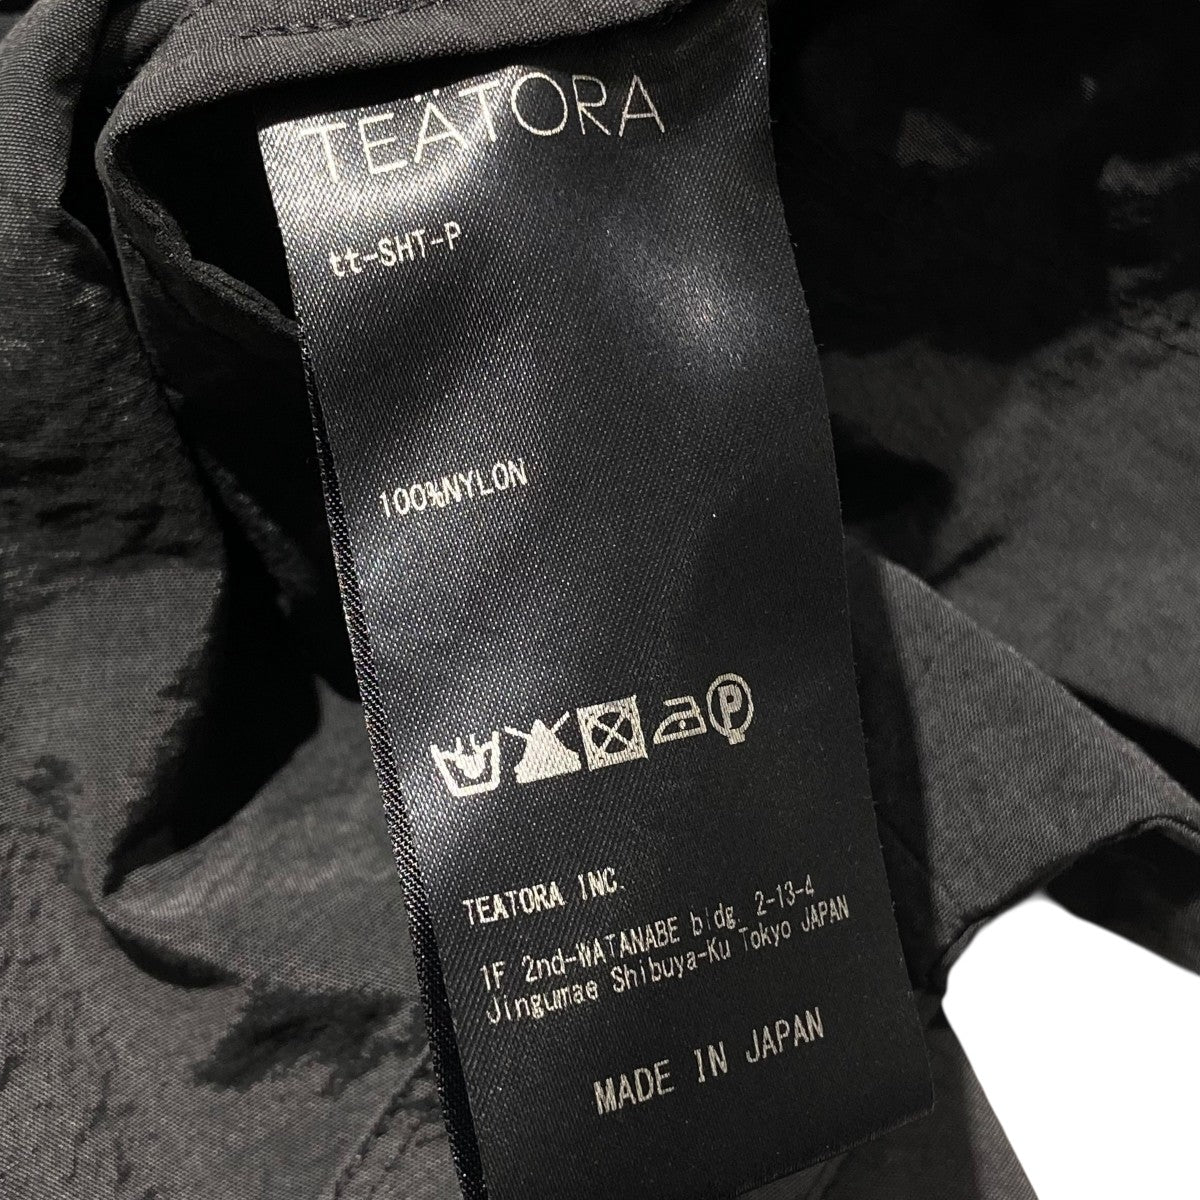 TEÄTORA
tt-SHT-P
100%NYLON
P
TEATORA INC.
1F 2nd-WATANABE bldg. 2-13-4
Jingumae Shibuya-Ku Tokyo JAPAN
MADE IN JAPAN